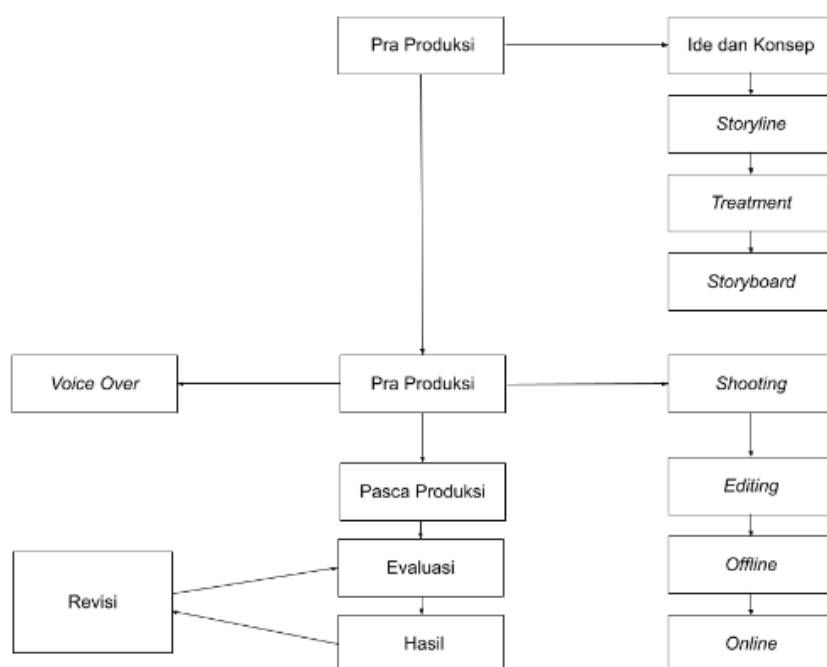 Pra Produksi
Ide dan Konsep
Storyline
Treatment
Storyboard
Voice Over
Pra Produksi
Shooting
Pasca Produksi
Editing
Evaluasi
Offline
Revisi
Hasil
Online